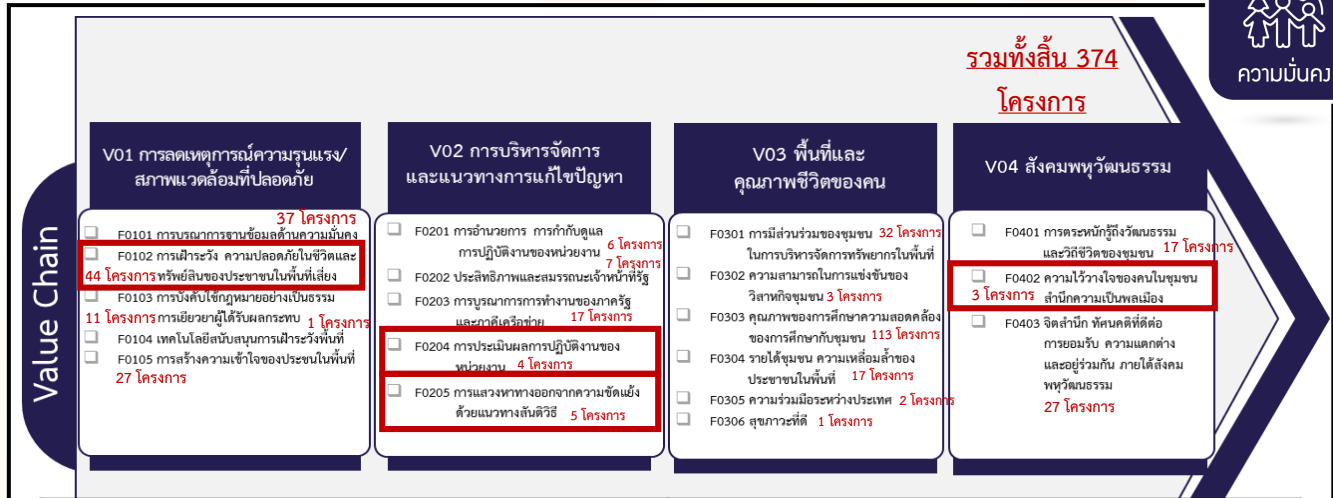 รวมทั้งสิ้น 374
โครงการ
ความมั่นคง
Value Chain
V01 การลดเหตุการณ์ความรุนแรง/
สภาพแวดล้อมที่ปลอดภัย
37 โครงการ
F0101 การบูรณาการฐานข้อมลด้านความมั่นคง
F0102 การเฝ้าระวัง ความปลอดภัยในชีวิตและ
44 โครงการ ทรัพย์สินของประชาชนในพื้นที่เสี่ยง
F0103 การบังคับใช้กฎหมายอย่างเป็นธรรม
11 โครงการ การเยียวยาผู้ได้รับผลกระทบ 1 โครงการ
F0104 เทคโนโลยีสนับสนุนการเฝ้าระวังพื้นที่
F0105 การสร้างความเข้าใจของประชนในพื้นที่
27 โครงการ
V02 การบริหารจัดการ
และแนวทางการแก้ไขปัญหา
F0201 การอำนวยการ การกำกับดูแล
การปฏิบัติงานของหน่วยงาน 6 โครงการ
7 โครงการ
F0202 ประสิทธิภาพและสมรรถนะเจ้าหน้าที่รัฐ
F0203 การบูรณาการการทำงานของภาครัฐ
และภาคีเครือข่าย 17 โครงการ
F0204 การประเมินผลการปฏิบัติงานของ
หน่วยงาน 4 โครงการ
F0205 การแสวงหาทางออกจากความขัดแย้ง
ด้วยแนวทางสันติวิธี 5 โครงการ
V03 พื้นที่และ
คุณภาพชีวิตของคน
F0301 การมีส่วนร่วมของชุมชน 32 โครงการ
ในการบริหารจัดการทรัพยากรในพื้นที่
F0302 ความสามารถในการแข่งขันของ
วิสาหกิจชุมชน 3 โครงการ
F0303 คุณภาพของการศึกษาความสอดคล้อง
ของการศึกษากับชุมชน 113 โครงการ
F0304 รายได้ชุมชน ความเหลื่อมล้ำของ
ประชาชนในพื้นที่ 17 โครงการ
F0305 ความร่วมมือระหว่างประเทศ 2 โครงการ
F0306 สุขภาวะที่ดี 1 โครงการ
V04 สังคมพหุวัฒนธรรม
F0401 การตระหนักรู้ถึงวัฒนธรรม
และวิถีชีวิตของชุมชน 17 โครงการ
F0402 ความไว้วางใจของคนในชุมชน
3 โครงการ สำนึกความเป็นพลเมือง
F0403 จิตสำนึก ทัศนคติที่ดีต่อ
การยอมรับ ความแตกต่าง
และอยู่ร่วมกัน ภายใต้สังคม
พหุวัฒนธรรม
27 โครงการ